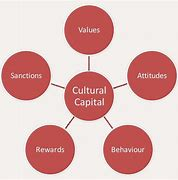 Values
Sanctions
Attitudes
Cultural
Capital
Rewards
Behaviour